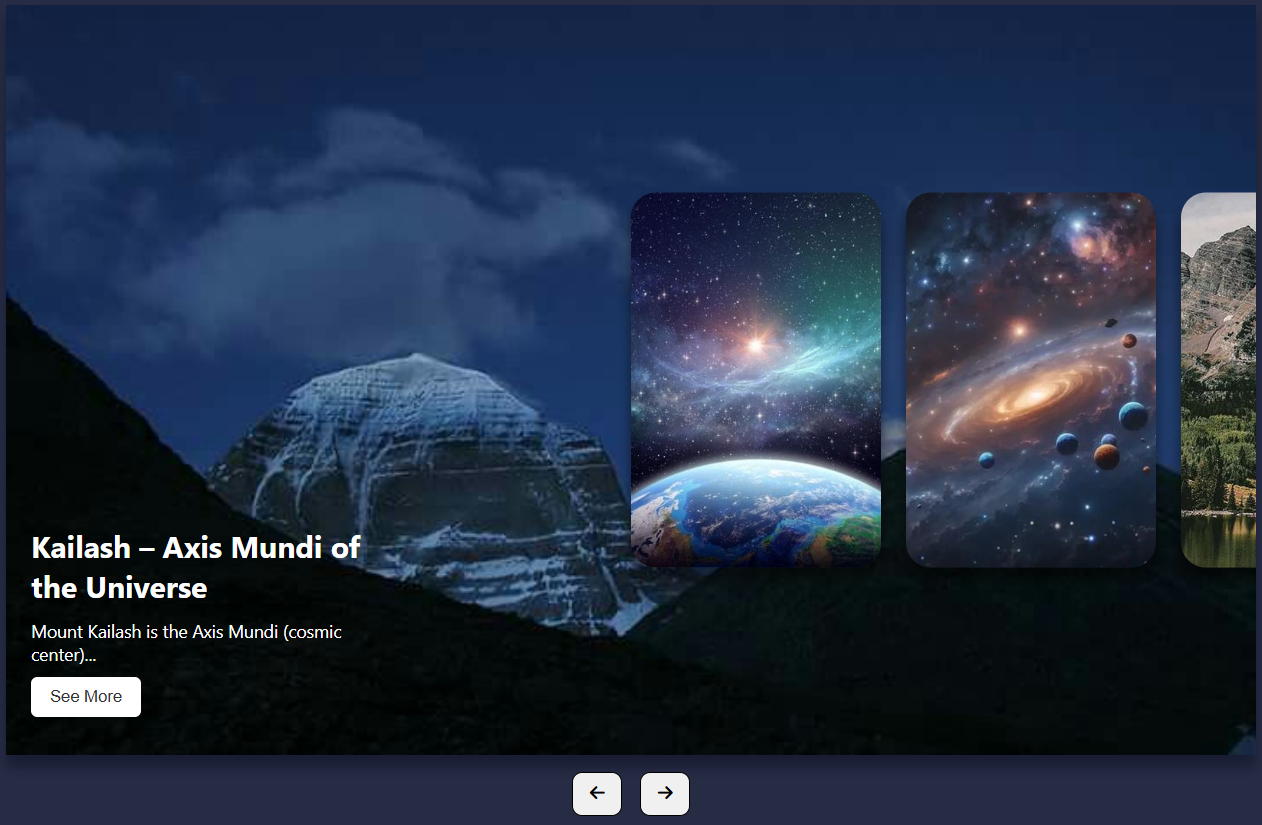 Kailash – Axis Mundi of
the Universe
Mount Kailash is the Axis Mundi (cosmic
center)...
See More